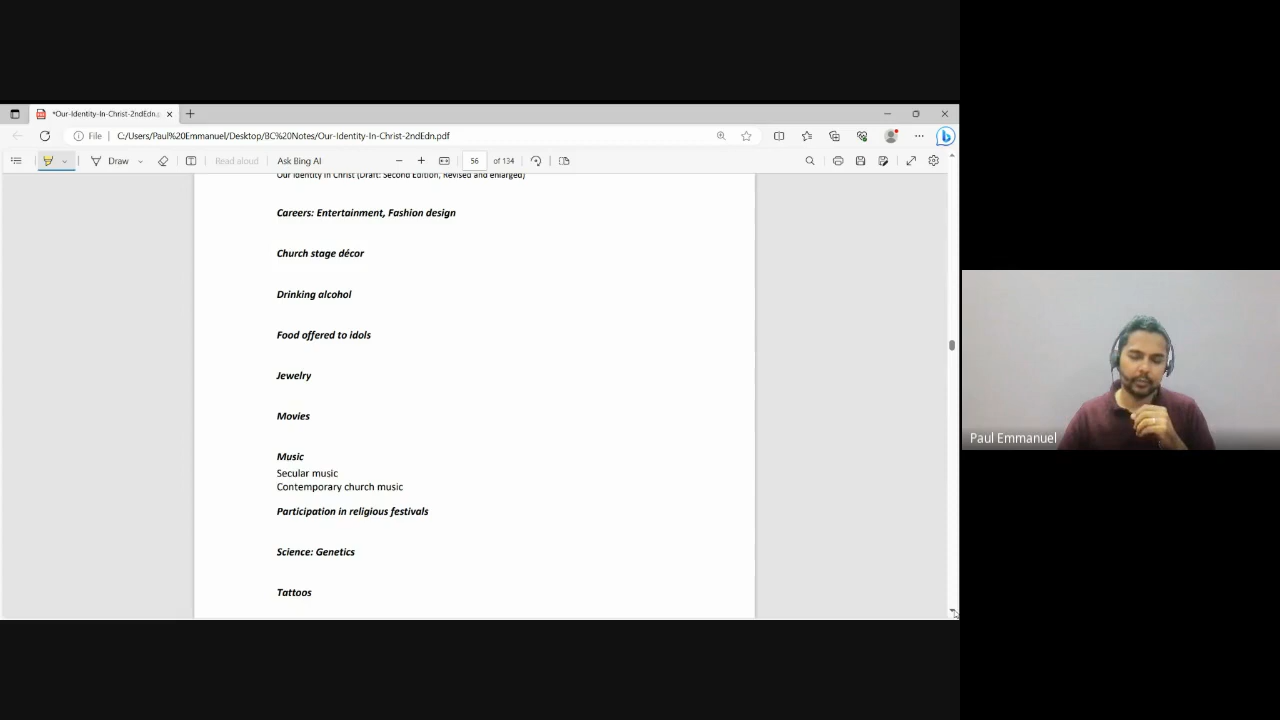 *Our-Identity-In-Christ-2ndEdn.p
File
C:/Users/Paul%20Emmanuel/Desktop/BC%20Notes/Our-Identity-In-Christ-2ndEdn.pdf
Draw
Read aloud
Ask Bing AI
56
of 134
Our Identity in Christ (Draft: Second Edition, Revised and enlarged)
Careers: Entertainment, Fashion design
Church stage décor
Drinking alcohol
Food offered to idols
Jewelry
Movies
Music
Secular music
Contemporary church music
Participation in religious festivals
Science: Genetics
Tattoos
Paul Emmanuel